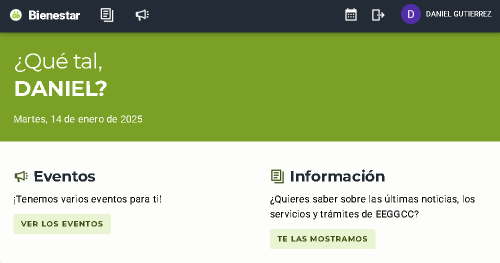 Bienestar
D DANIEL GUTIERREZ
¿Qué tal,
DANIEL?
Martes, 14 de enero de 2025
Eventos
¡Tenemos varios eventos para ti!
VER LOS EVENTOS
Información
¿Quieres saber sobre las últimas noticias, los
servicios y trámites de EEGGCC?
TE LAS MOSTRAMOS